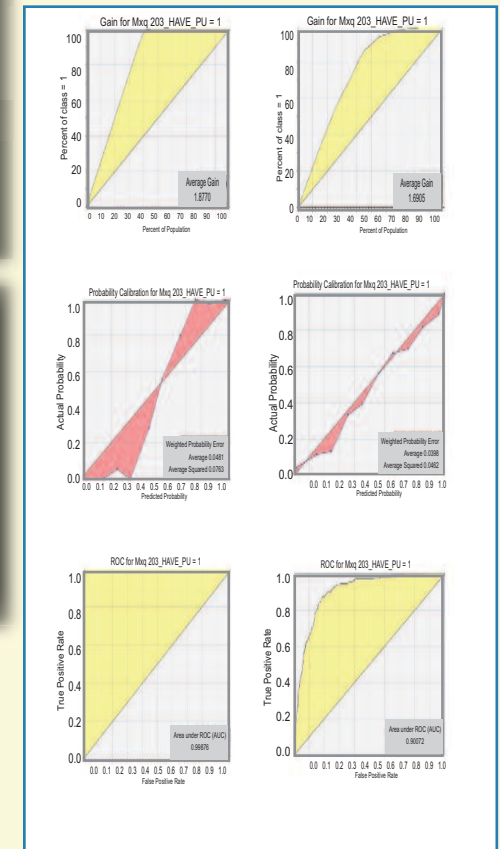 Gain for Mxq 203_HAVE_PU = 1
Percent of class = 1
100
80
60
40
20
0
Average Gain
1.8770
0 10 20 30 40 50 60 70 80 90 100
Percent of Population
Gain for Mxq 203_HAVE_PU = 1
Percent of class = 1
100
80
60
40
20
0
Average Gain
1.6905
0 10 20 30 40 50 60 70 80 90 100
Percent of Population
Probability Calibration for Mxq 203_HAVE_PU = 1
Actual Probability
1.0
0.8
0.6
0.4
0.2
0.0
Weighted Probability Error
Average 0.0481
Average Squared 0.0763
0.0 0.1 0.2 0.3 0.4 0.5 0.6 0.7 0.8 0.9 1.0
Predicted Probability
Probability Calibration for Mxq 203_HAVE_PU = 1
Actual Probability
1.0
0.8
0.6
0.4
0.2
0.0
Weighted Probability Error
Average 0.0398
Average Squared 0.0462
0.0 0.1 0.2 0.3 0.4 0.5 0.6 0.7 0.8 0.9 1.0
Predicted Probability
ROC for Mxq 203_HAVE_PU = 1
True Positive Rate
1.0
0.8
0.6
0.4
0.2
0.0
Area under ROC (AUC)
0.99876
0.0 0.1 0.2 0.3 0.4 0.5 0.6 0.7 0.8 0.9 1.0
False Positive Rate
ROC for Mxq 203_HAVE_PU = 1
True Positive Rate
1.0
0.8
0.6
0.4
0.2
0.0
Area under ROC (AUC)
0.90072
0.0 0.1 0.2 0.3 0.4 0.5 0.6 0.7 0.8 0.9 1.0
False Positive Rate